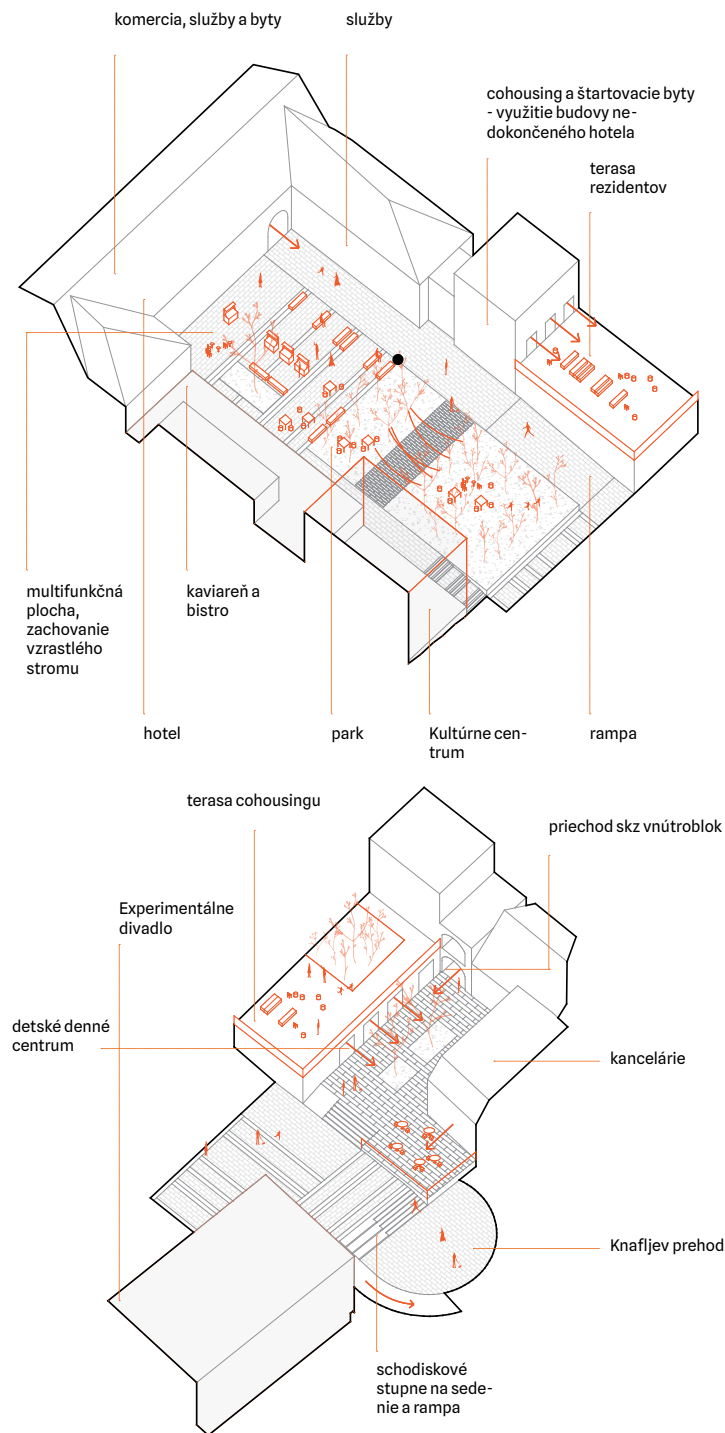 komercia, služby a byty
služby
cohousing a štartovacie byty
- využitie budovy ne-
dokončeného hotela
terasa
rezidentov
multifunkčná
plocha,
zachovanie
vzrastlého
stromu
kaviareň a
bistro
hotel
park
Kultúrne cen-
trum
rampa
terasa cohousingu
priechod skz vnútroblok
Experimentálne
divadlo
detské denné
centrum
kancelárie
Knafljev prehod
schodiskové
stupne na sede-
nie a rampa